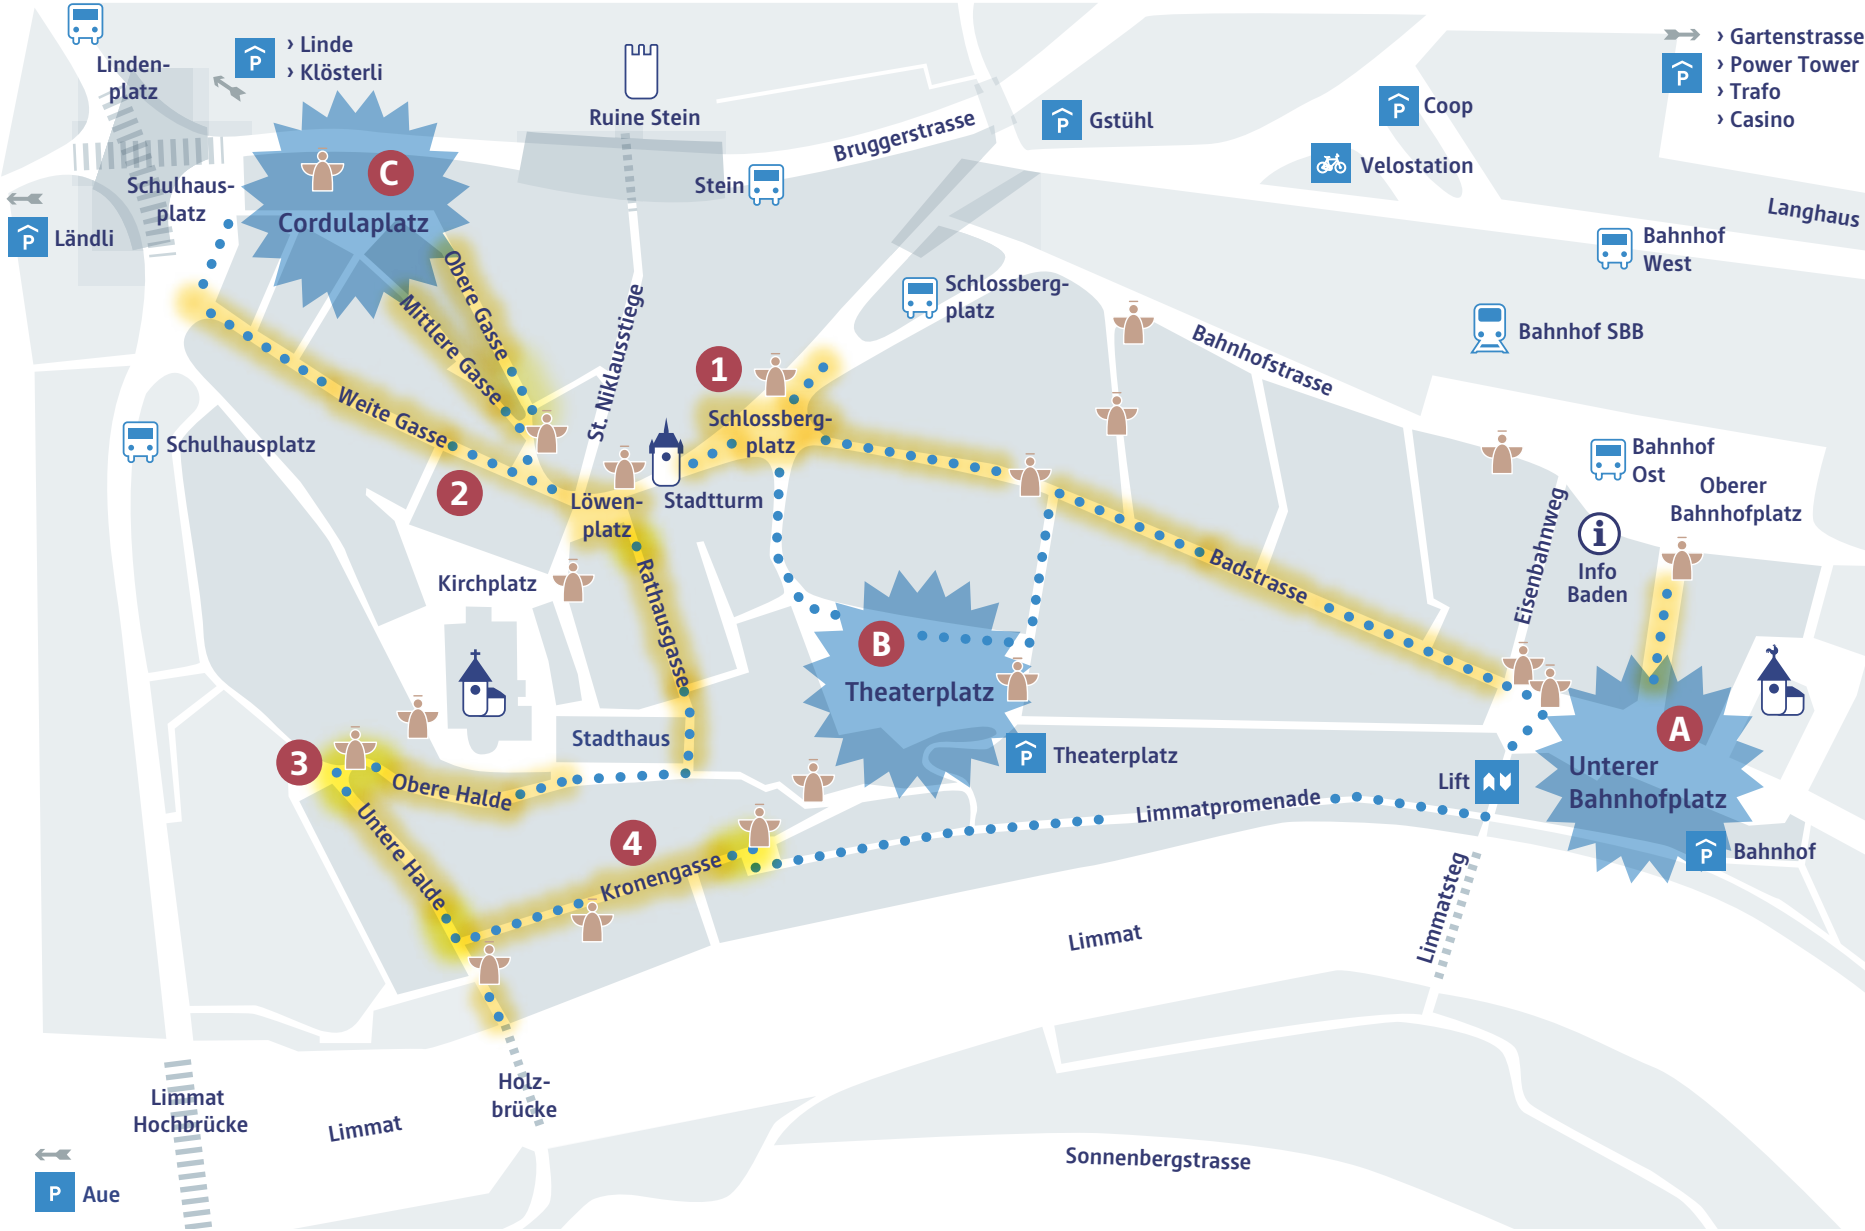 Linden-
platz
P
› Linde
› Klösterli
Ruine Stein
Bruggerstrasse
P
Gstühl
P
Coop
› Gartenstrasse
P
› Power Tower
› Trafo
› Casino
Velostation
Schulhaus-
platz
C
Cordulaplatz
Stein
Langhaus
P
Ländli
Bahnhof
West
Obere Gasse
Mittlere Gasse
St. Niklausstiege
Schlossberg-
platz
Bahnhofstrasse
Bahnhof SBB
1
Schlossberg-
platz
Weite Gasse
Schulhausplatz
2
Löwen-
platz
Stadtturm
Bahnhof
Ost
Oberer
Bahnhofplatz
Eisenbahnweg
i
Info
Baden
Kirchplatz
Rathausgasse
Badstrasse
B
Theaterplatz
Stadthaus
P
Theaterplatz
A
Unterer
Bahnhofplatz
Lift
3
Obere Halde
Untere Halde
4
Kronengasse
Limmatpromenade
P
Bahnhof
Limmatsteg
Limmat
Holz-
brücke
Limmat
Hochbrücke
Limmat
Sonnenbergstrasse
P
Aue